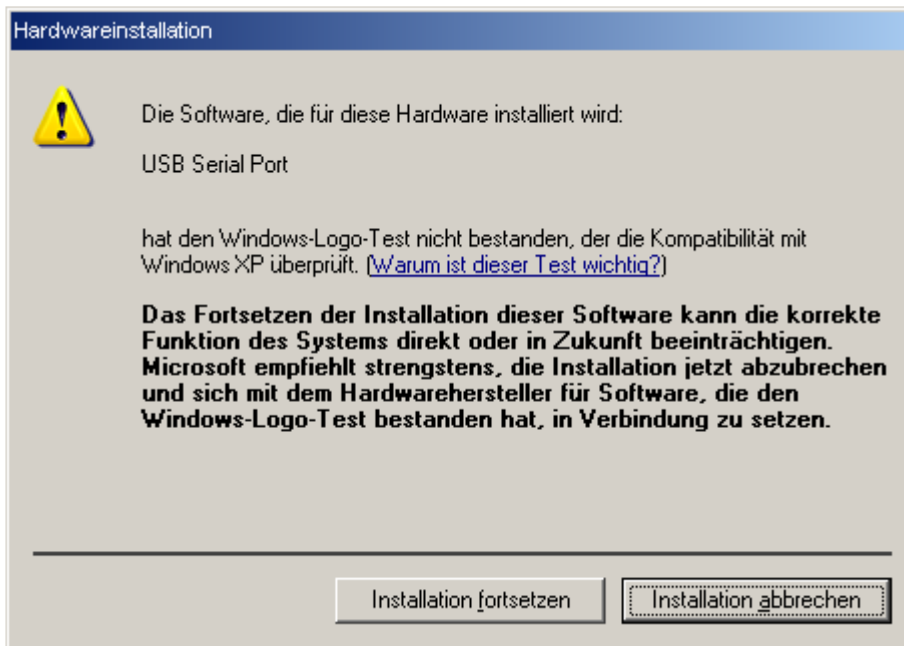 Hardwareinstallation
Die Software, die für diese Hardware installiert wird:
USB Serial Port
hat den Windows-Logo-Test nicht bestanden, der die Kompatibilität mit
Windows XP überprüft. (Warum ist dieser Test wichtig?)
Das Fortsetzen der Installation dieser Software kann die korrekte
Funktion des Systems direkt oder in Zukunft beeinträchtigen.
Microsoft empfiehlt strengstens, die Installation jetzt abzubrechen
und sich mit dem Hardwarehersteller für Software, die den
Windows-Logo-Test bestanden hat, in Verbindung zu setzen.
Installation fortsetzen
Installation abbrechen